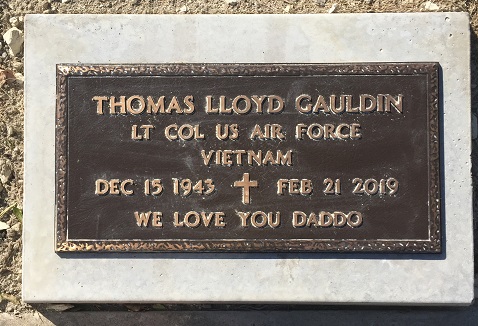 THOMAS LLOYD GAULDIN
LT COL US AIR FORCE
VIETNAM
DEC 15 1943 FEB 21 2019
WE LOVE YOU DADDO